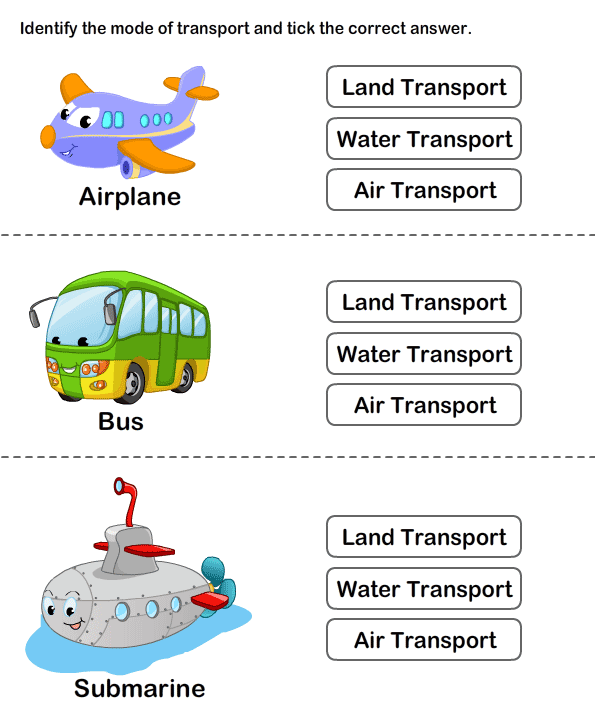 Identify the mode of transport and tick the correct answer.
Land Transport
Water Transport
Air Transport
Airplane
Land Transport
Water Transport
Air Transport
Bus
Land Transport
Water Transport
Air Transport
Submarine